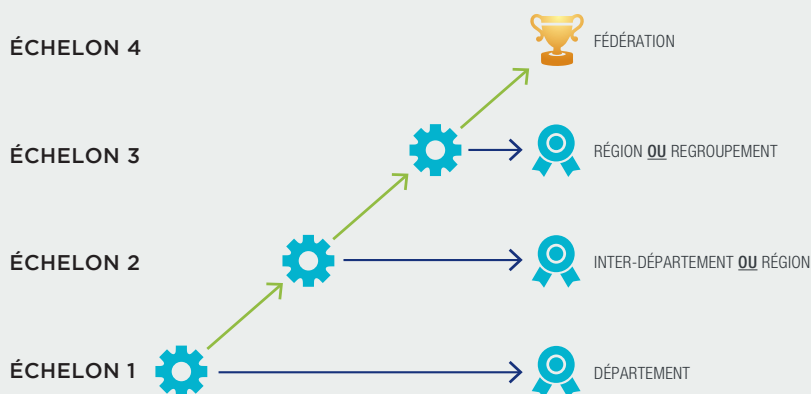 ÉCHELON 4
FÉDÉRATION
ÉCHELON 3
RÉGION OU REGROUPEMENT
ÉCHELON 2
INTER-DÉPARTEMENT OU RÉGION
ÉCHELON 1
DÉPARTEMENT